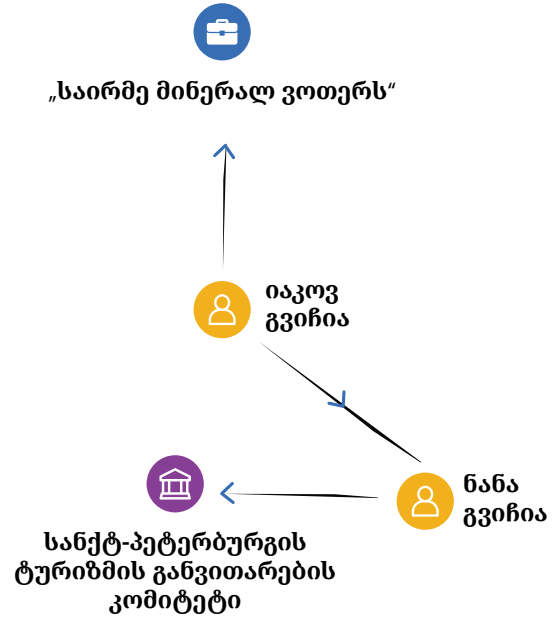 „საირმე მინერალ ვოთერს“
იაკოვ
გვიჩია
ნანა
გვიჩია
სანქტ-პეტერბურგის
ტურიზმის განვითარების
კომიტეტი